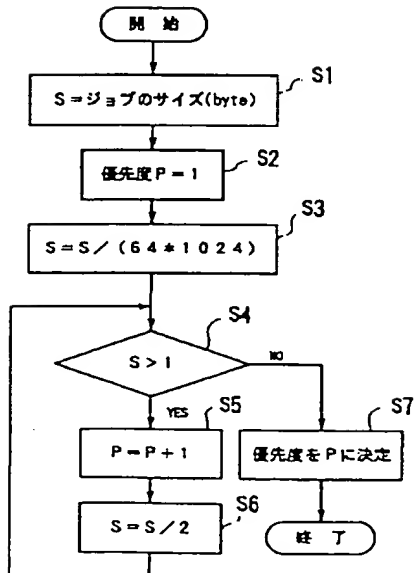 開 始
S1
S=ジョブのサイズ(byte)
S2
優先度P=1
S3
S=S/(64*1024)
S4
S>1
NO
YES
S5
P=P+1
S7
優先度をPに決定
S6
S=S/2
終 了